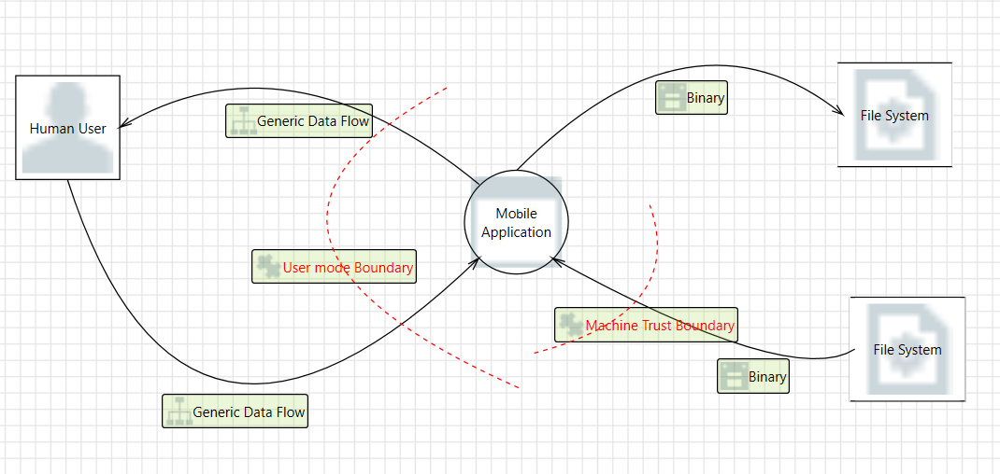 Binary
File System
Generic Data Flow
Human User
Mobile
Application
User mode Boundary
Machine Trust Boundary
File System
Binary
Generic Data Flow